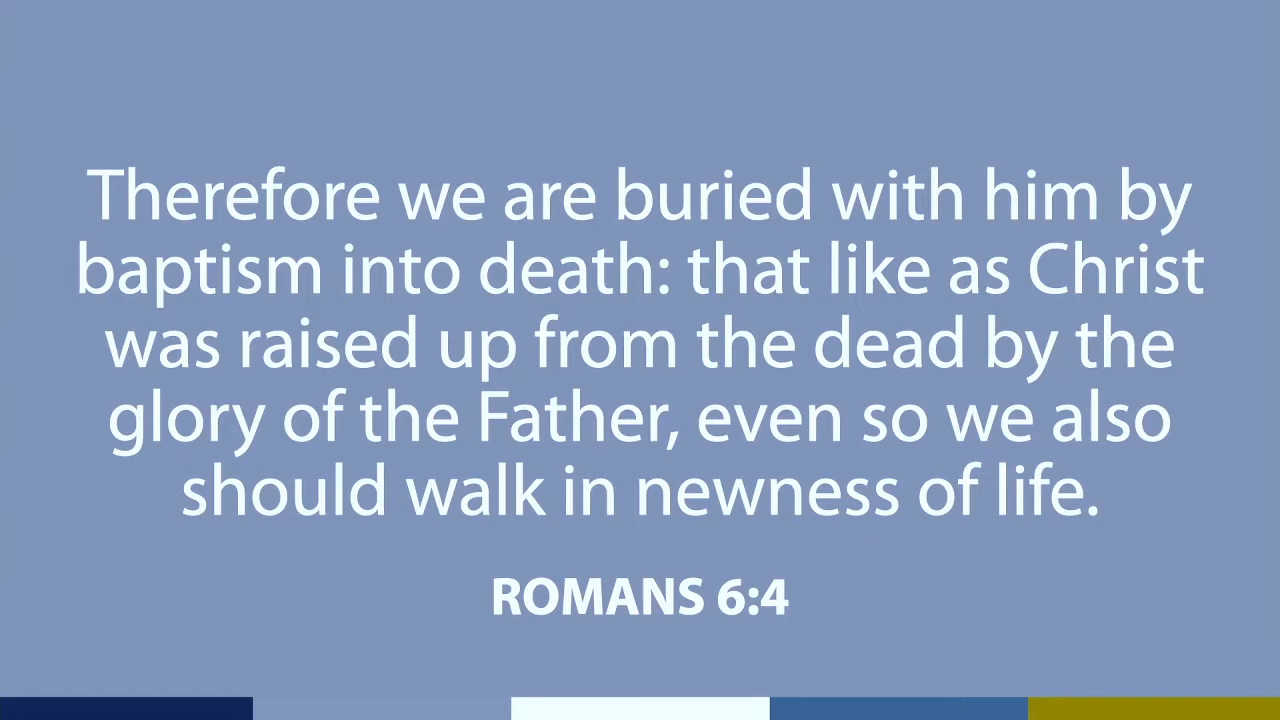 Therefore we are buried with him by
baptism into death: that like as Christ
was raised up from the dead by the
glory of the Father, even so we also
should walk in newness of life.
ROMANS 6:4